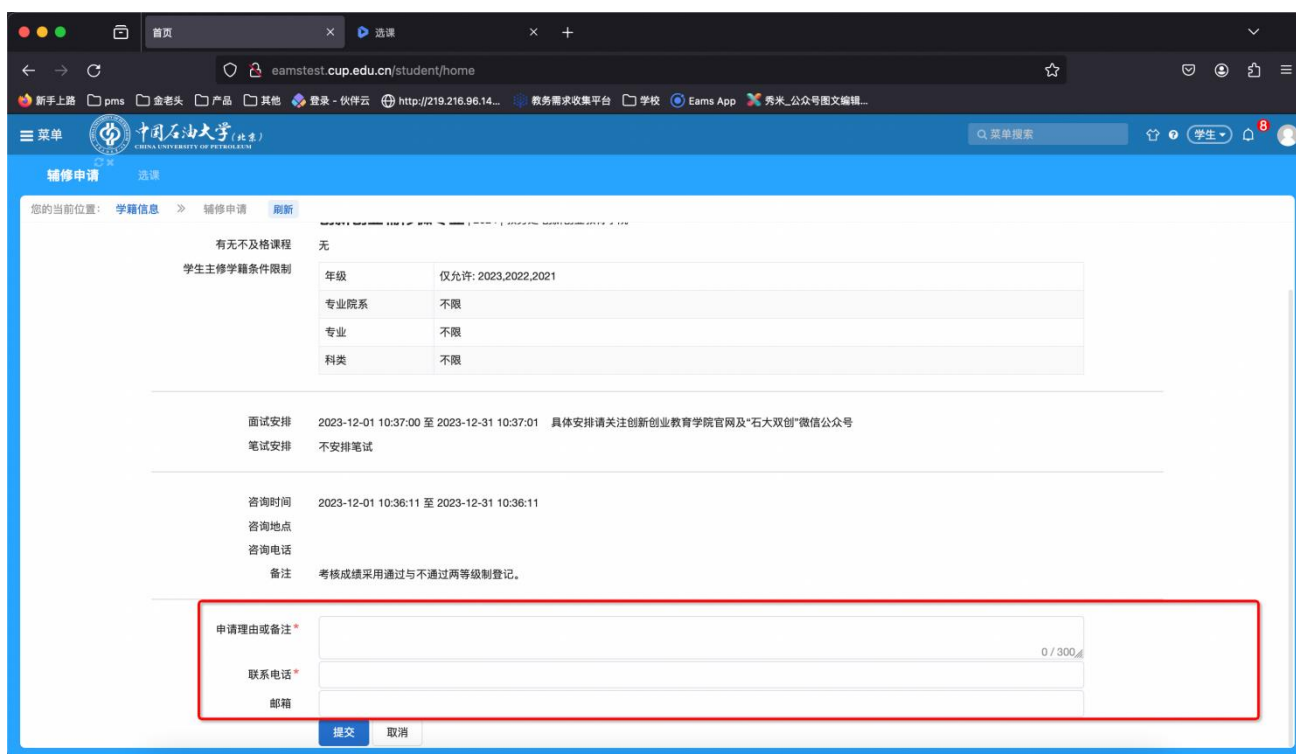 首页
选课
eamstest.cup.edu.cn/student/home
新手上路 pms 金老头 产品 其他 登录 - 伙伴云 http://219.216.96.14... 教务需求收集平台 学校 Eams App 秀米_公众号图文编辑...
菜单 中国石油大学(北京) 菜单搜索 学生 8
CHINA UNIVERSITY OF PETROLEUM
辅修申请 选课
您的当前位置: 学籍信息 » 辅修申请 刷新
有无不及格课程 无
学生主修学籍条件限制
年级 仅允许: 2023,2022,2021
专业院系 不限
专业 不限
科类 不限
面试安排 2023-12-01 10:37:00 至 2023-12-31 10:37:01 具体安排请关注创新创业教育学院官网及“石大双创”微信公众号
笔试安排 不安排笔试
咨询时间 2023-12-01 10:36:11 至 2023-12-31 10:36:11
咨询地点
咨询电话
备注 考核成绩采用通过与不通过两等级制登记。
申请理由或备注*
0 / 300
联系电话*
邮箱
提交 取消